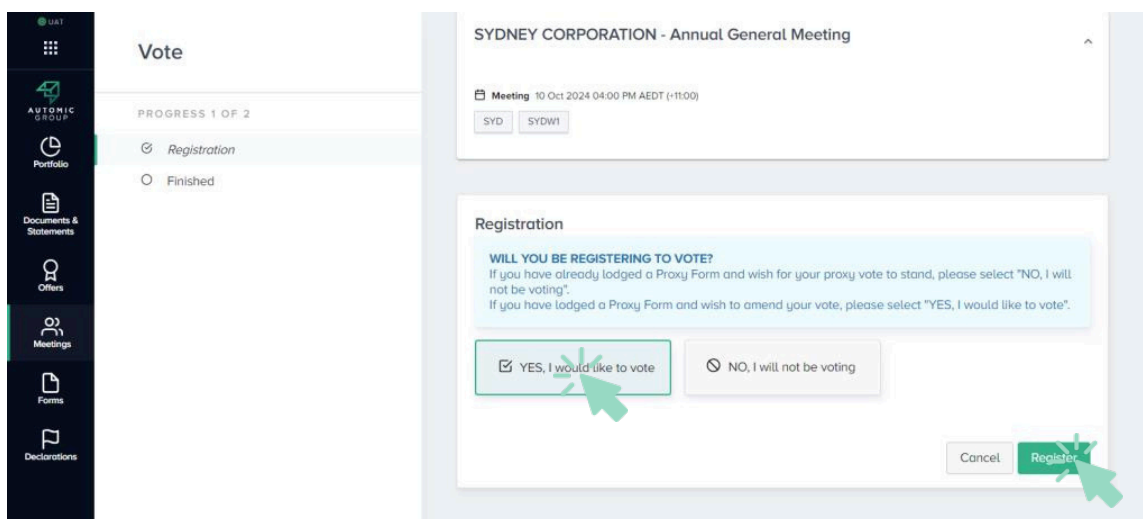 UAT
AUTOMIC
GROUP
Portfolio
Documents &
Statements
Offers
Meetings
Forms
Declarations
Vote
PROGRESS 1 OF 2
Registration
Finished
SYDNEY CORPORATION - Annual General Meeting
Meeting 10 Oct 2024 04:00 PM AEDT (+11:00)
SYD SYDW1
Registration
WILL YOU BE REGISTERING TO VOTE?
If you have already lodged a Proxy Form and wish for your proxy vote to stand, please select "NO, I will
not be voting".
If you have lodged a Proxy Form and wish to amend your vote, please select "YES, I would like to vote".
YES, I would like to vote
NO, I will not be voting
Cancel
Register